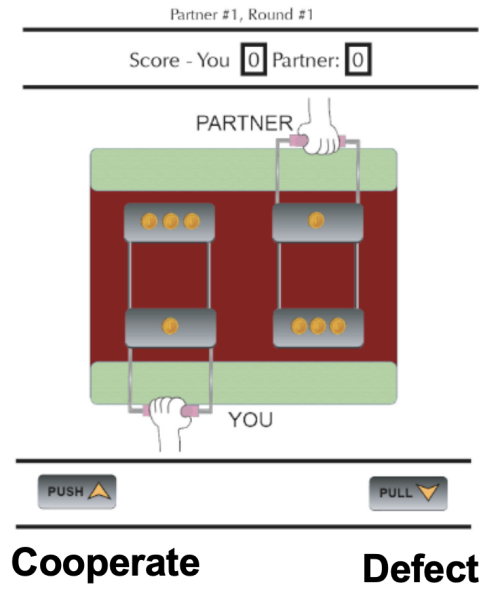 Partner #1, Round #1
Score - You 0 Partner: 0
PARTNER
YOU
PUSH PULL
Cooperate Defect